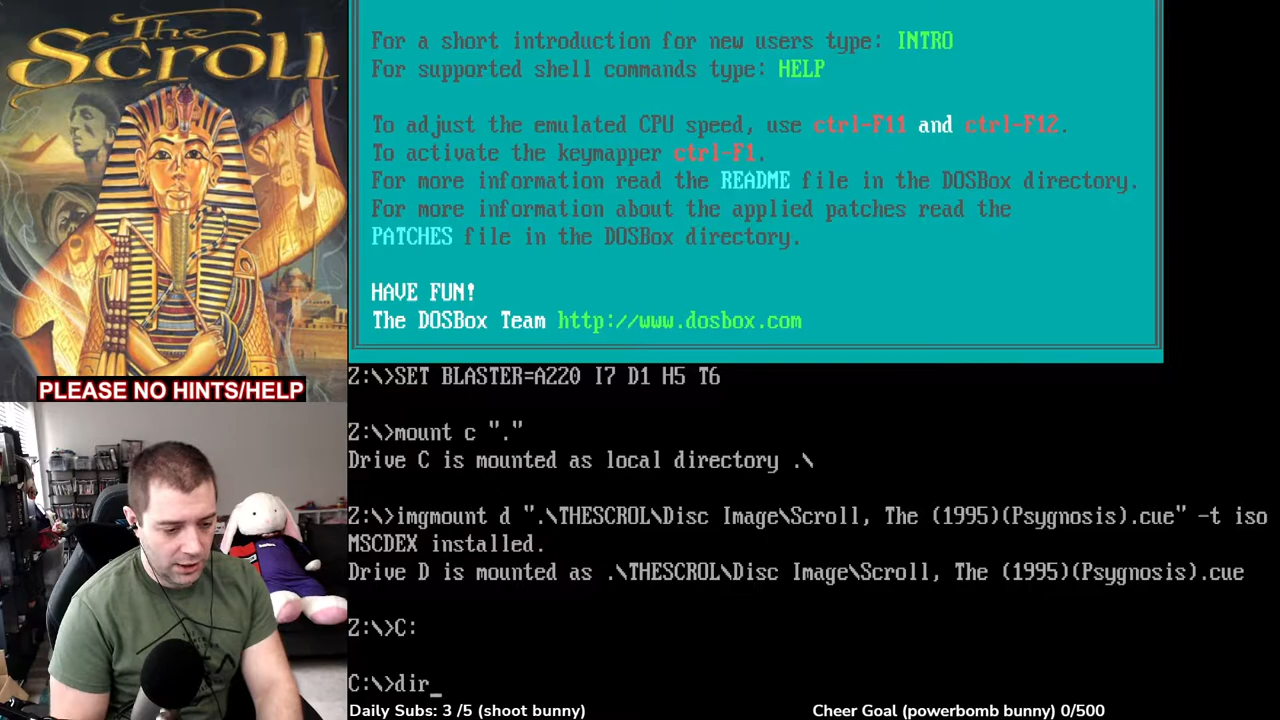 The
Scroll
PLEASE NO HINTS/HELP
For a short introduction for new users type: INTRO
For supported shell commands type: HELP
To adjust the emulated CPU speed, use ctrl-F11 and ctrl-F12.
To activate the keymapper ctrl-F1.
For more information read the README file in the DOSBox directory.
For more information about the applied patches read the
PATCHES file in the DOSBox directory.
HAVE FUN!
The DOSBox Team http://www.dosbox.com
Z:\>SET BLASTER=A220 I7 D1 H5 T6
Z:\>mount c "."
Drive C is mounted as local directory .\
Z:\>imgmount d ".\THESCROL\Disc Image\Scroll, The (1995)(Psygnosis).cue" -t iso
MSCDEX installed.
Drive D is mounted as .\THESCROL\Disc Image\Scroll, The (1995)(Psygnosis).cue
Z:\>C:
C:\>dir_
Daily Subs: 3 /5 (shoot bunny)
Cheer Goal (powerbomb bunny) 0/500